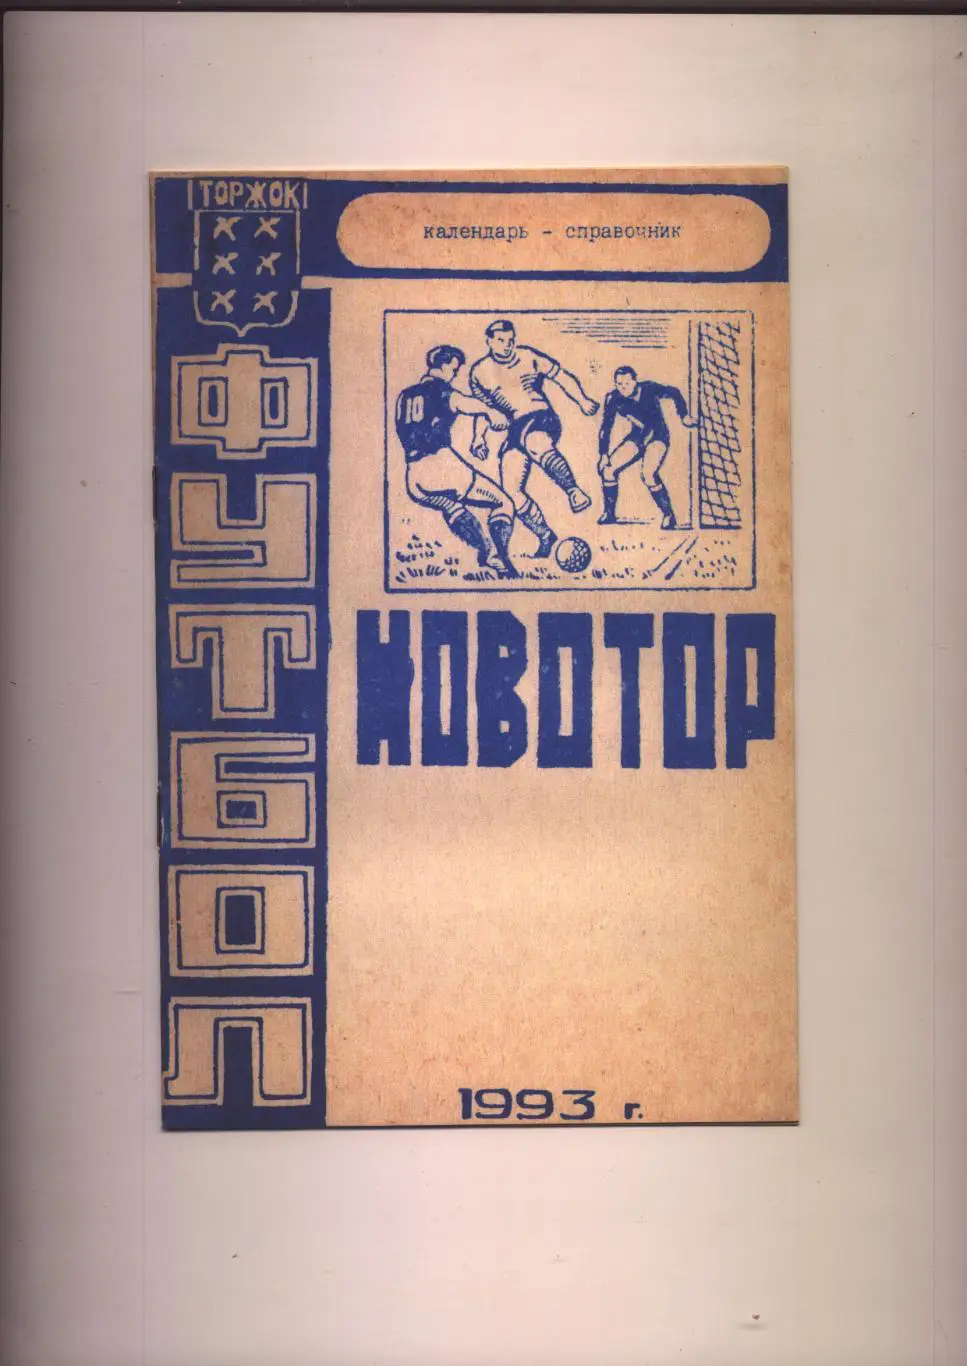 ТОРЖОК
календарь - справочник
ФУТБОЛ
10
НОВОТОР
1993 г.